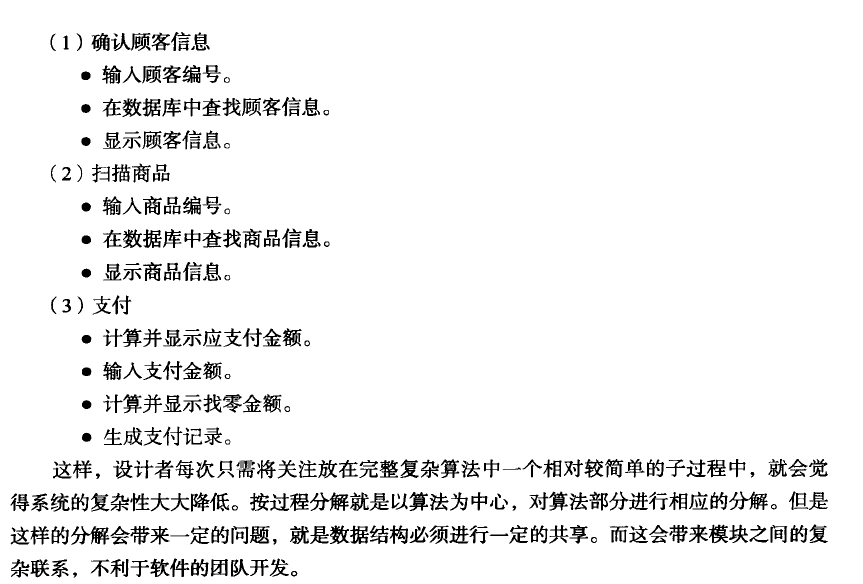 （1）确认顾客信息
● 输入顾客编号。
● 在数据库中查找顾客信息。
● 显示顾客信息。
（2）扫描商品
● 输入商品编号。
● 在数据库中查找商品信息。
● 显示商品信息。
（3）支付
● 计算并显示应支付金额。
● 输入支付金额。
● 计算并显示找零金额。
● 生成支付记录。
这样，设计者每次只需将关注放在完整复杂算法中一个相对较简单的子过程中，就会觉
得系统的复杂性大大降低。按过程分解就是以算法为中心，对算法部分进行相应的分解。但是
这样的分解会带来一定的问题，就是数据结构必须进行一定的共享。而这会带来模块之间的复
杂联系，不利于软件的团队开发。